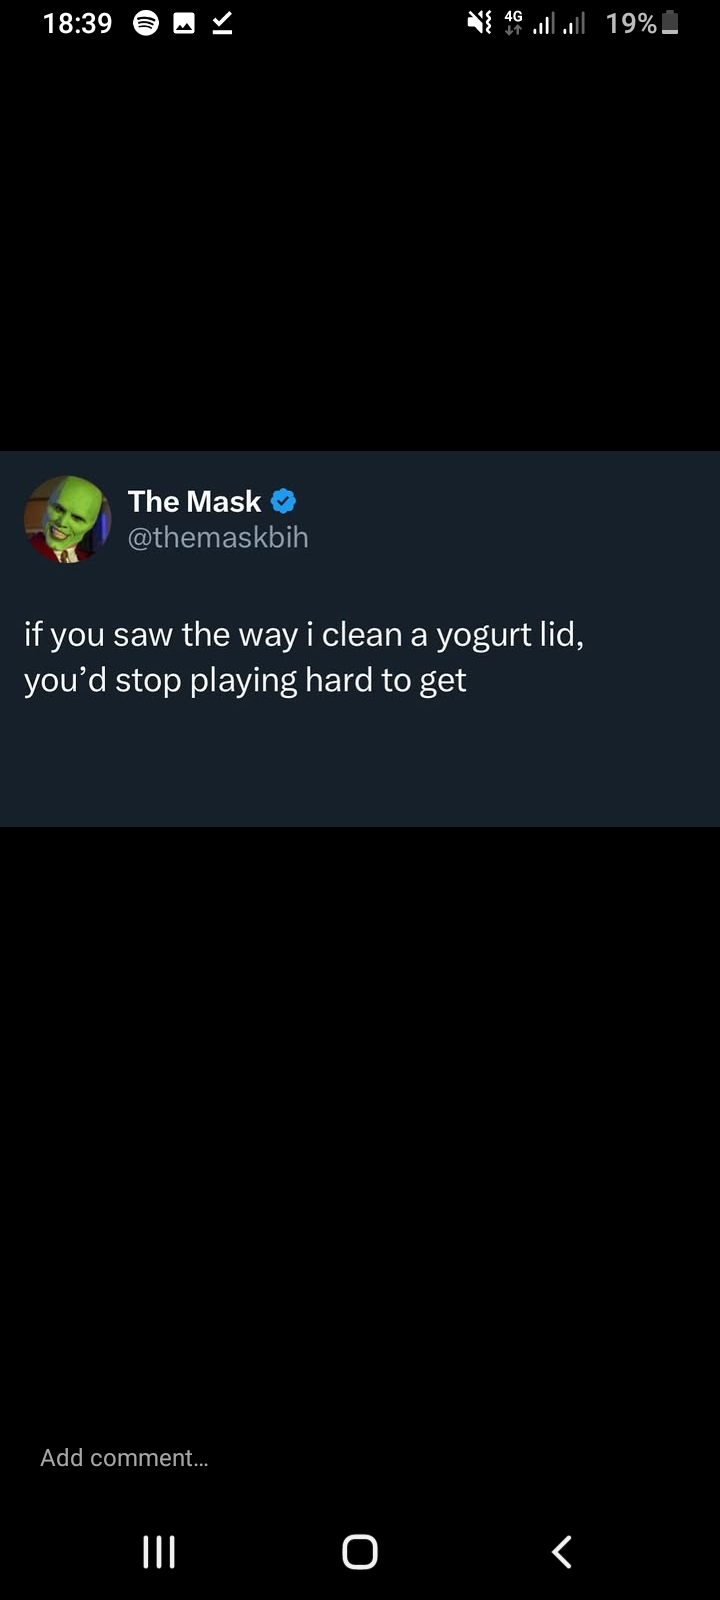 18:39 4G 19%
The Mask
@themaskbih
if you saw the way i clean a yogurt lid,
you’d stop playing hard to get
Add comment...